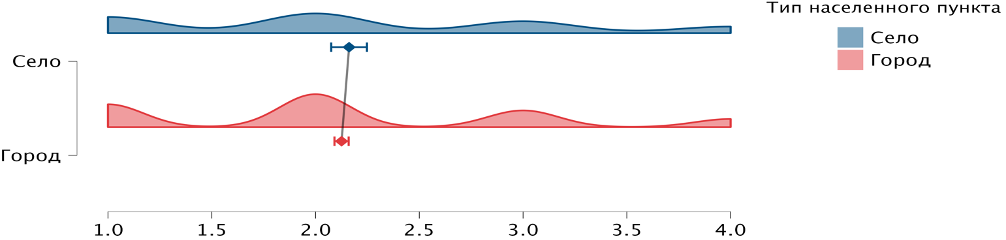 Тип населенного пункта
Село
Город
Село
Город
1.0 1.5 2.0 2.5 3.0 3.5 4.0